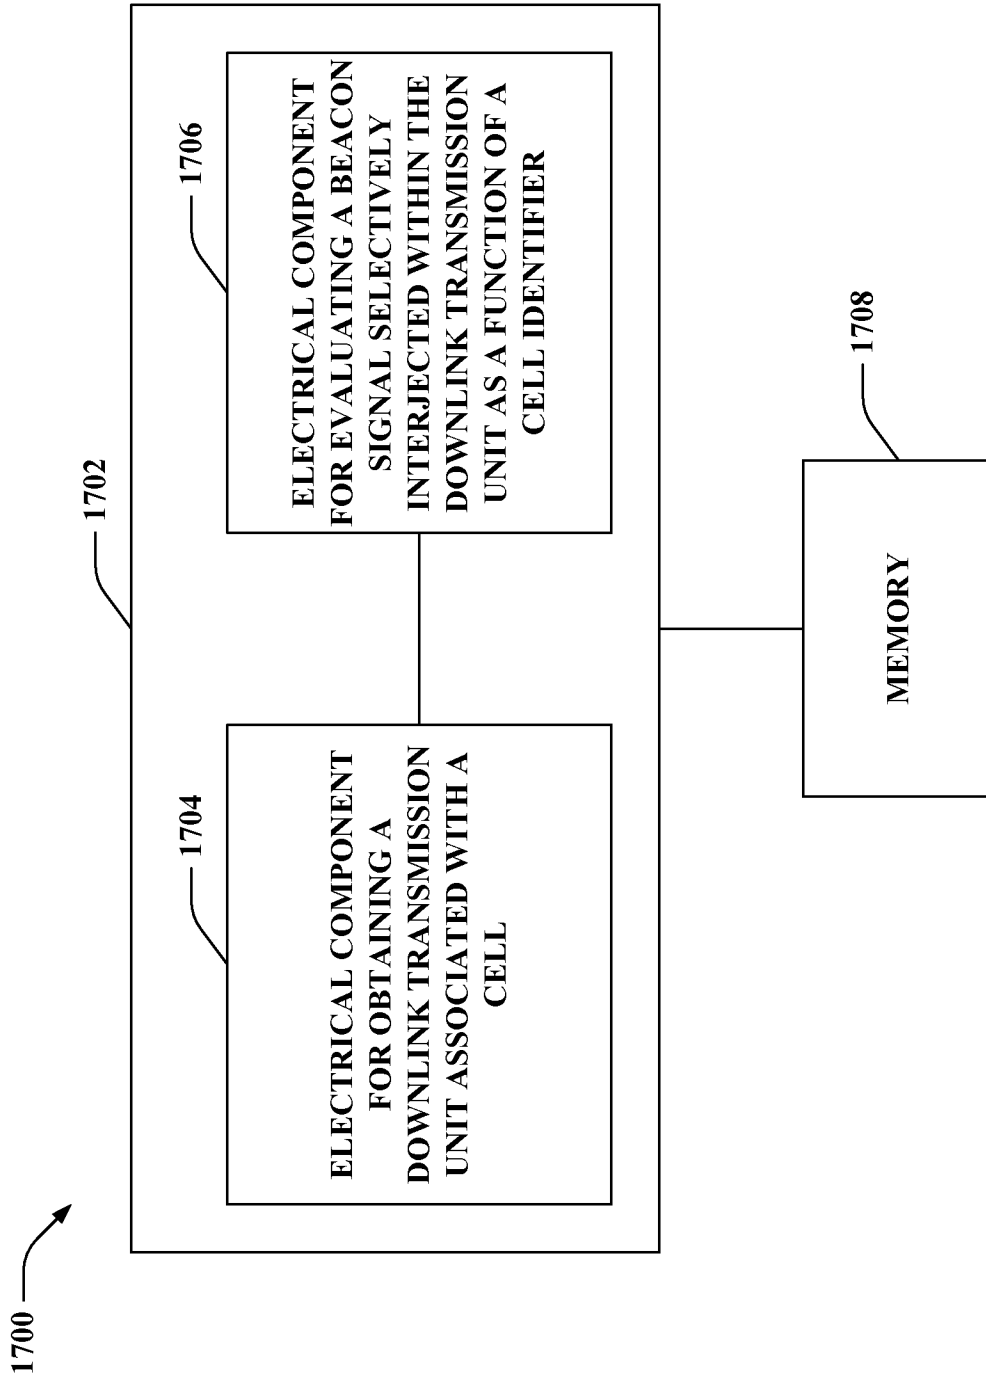 1700
1702
1704
ELECTRICAL COMPONENT
FOR OBTAINING A
DOWNLINK TRANSMISSION
UNIT ASSOCIATED WITH A
CELL
1706
ELECTRICAL COMPONENT
FOR EVALUATING A BEACON
SIGNAL SELECTIVELY
INTERJECTED WITHIN THE
DOWNLINK TRANSMISSION
UNIT AS A FUNCTION OF A
CELL IDENTIFIER
1708
MEMORY